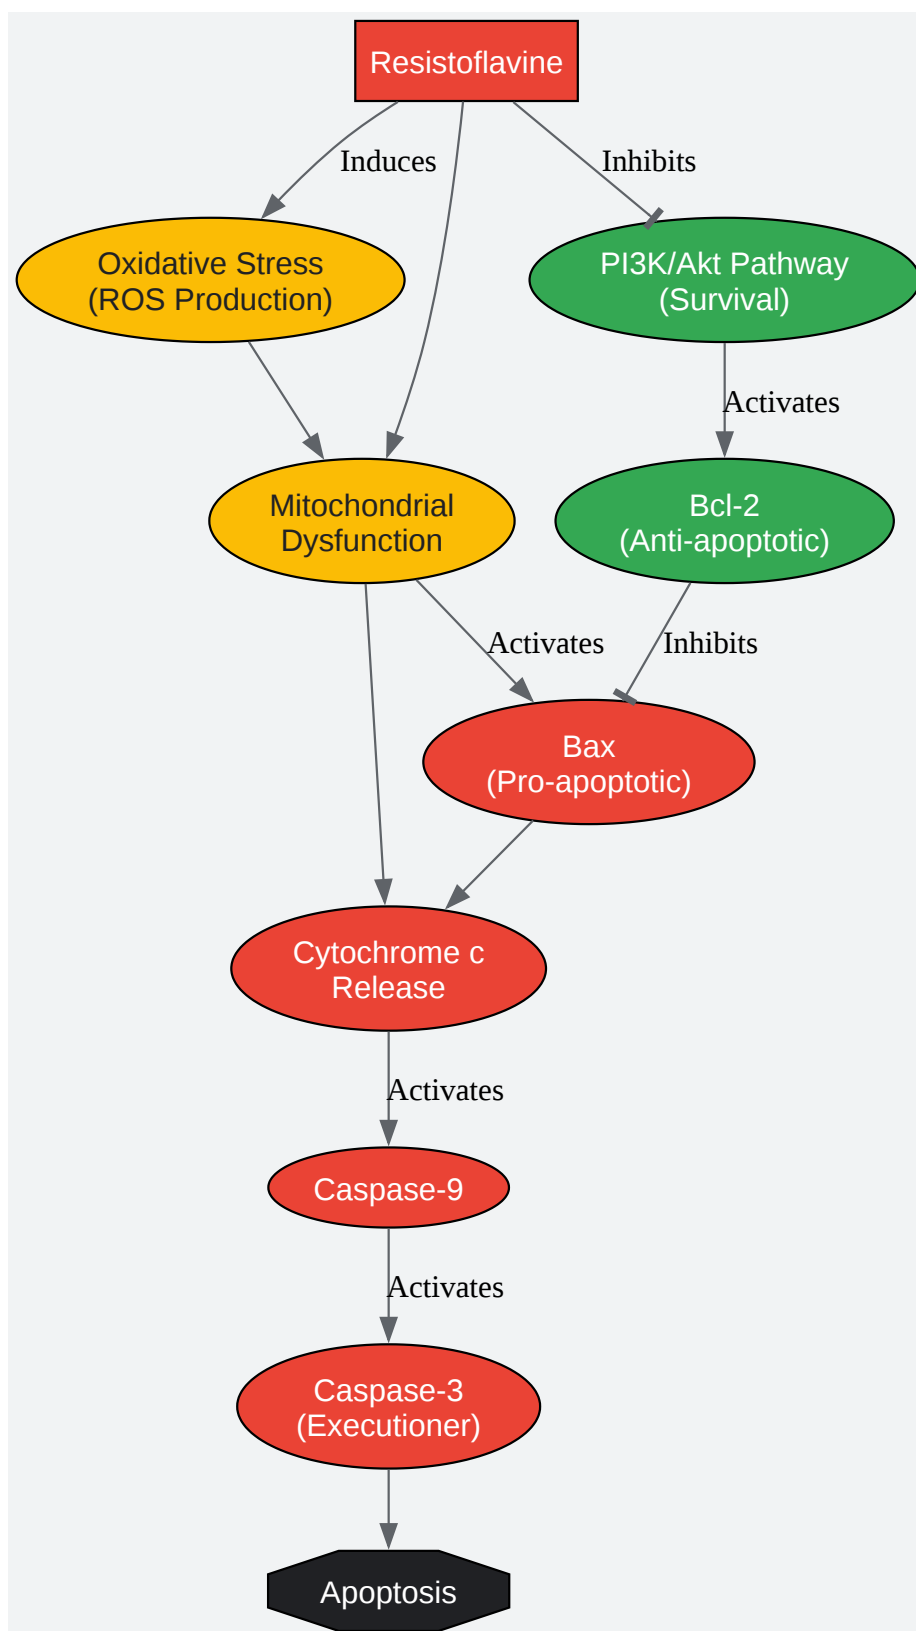 Resistoflavine
Induces
Inhibits
Oxidative Stress
(ROS Production)
PI3K/Akt Pathway
(Survival)
Activates
Mitochondrial
Dysfunction
Bcl-2
(Anti-apoptotic)
Activates
Inhibits
Bax
(Pro-apoptotic)
Cytochrome c
Release
Activates
Caspase-9
Activates
Caspase-3
(Executioner)
Apoptosis